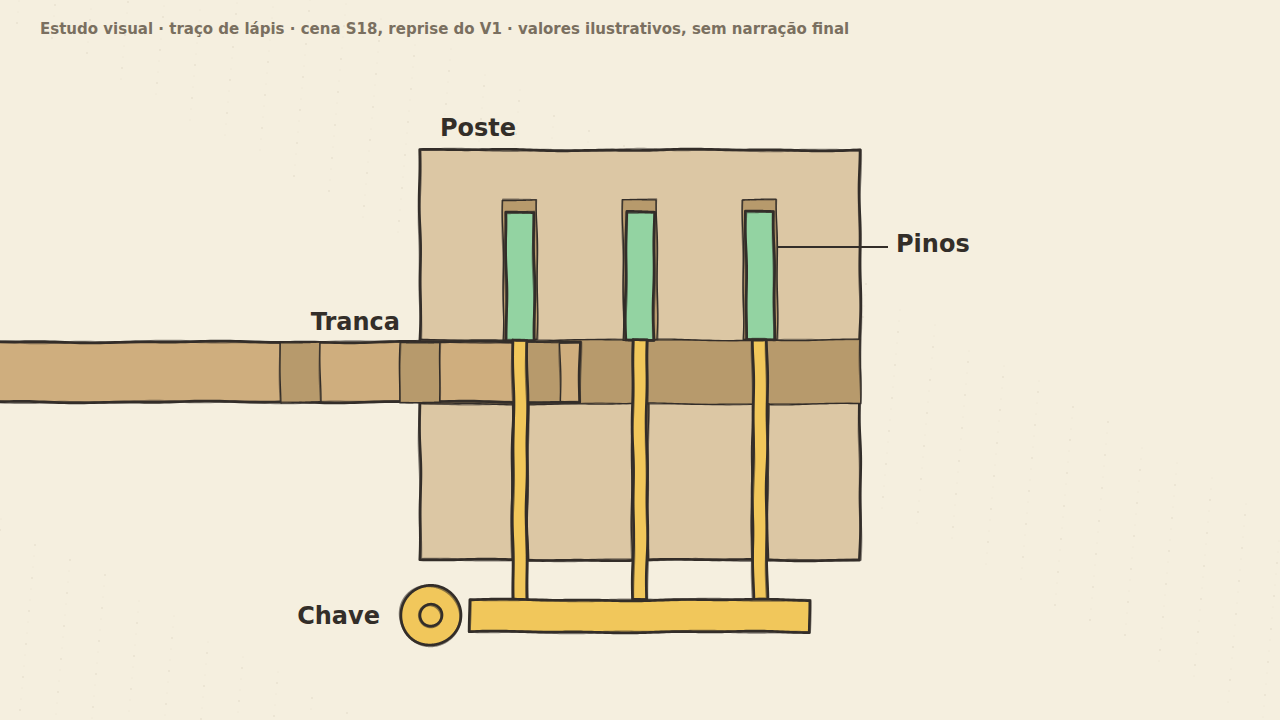 Estudo visual · traço de lápis · cena S18, reprise do V1 · valores ilustrativos, sem narração final
Poste
Pinos
Tranca
Chave